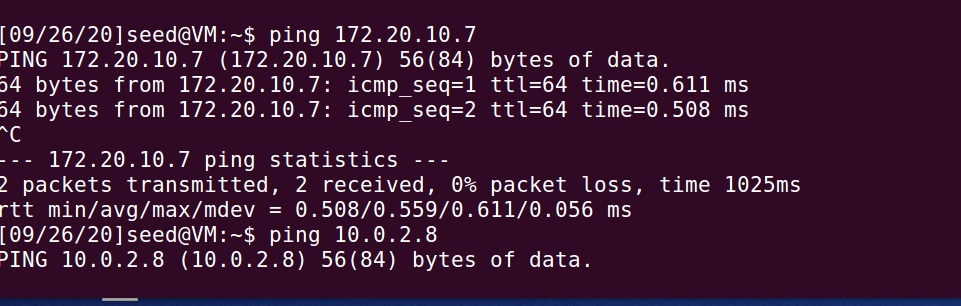 [09/26/20]seed@VM:~$ ping 172.20.10.7
PING 172.20.10.7 (172.20.10.7) 56(84) bytes of data.
64 bytes from 172.20.10.7: icmp_seq=1 ttl=64 time=0.611 ms
64 bytes from 172.20.10.7: icmp_seq=2 ttl=64 time=0.508 ms
^C
--- 172.20.10.7 ping statistics ---
2 packets transmitted, 2 received, 0% packet loss, time 1025ms
rtt min/avg/max/mdev = 0.508/0.559/0.611/0.056 ms
[09/26/20]seed@VM:~$ ping 10.0.2.8
PING 10.0.2.8 (10.0.2.8) 56(84) bytes of data.